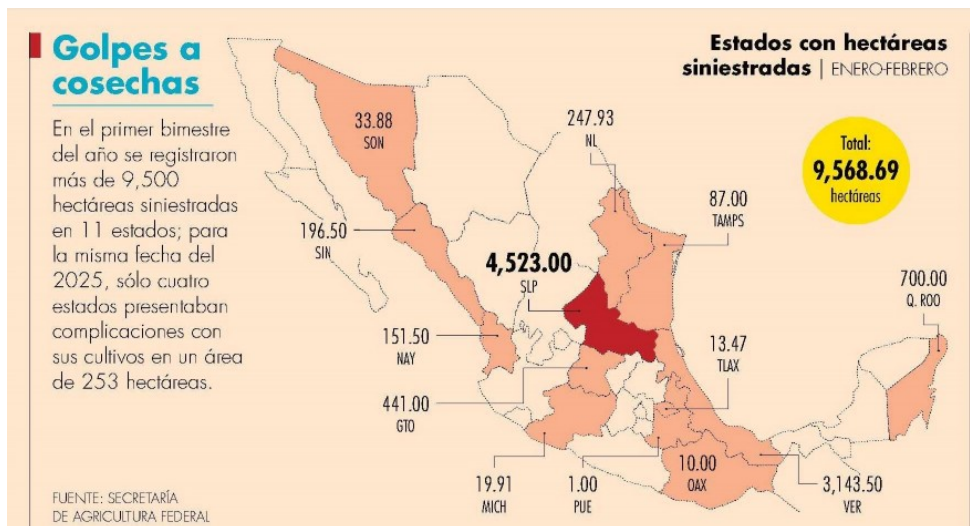 Golpes a
cosechas
En el primer bimestre
del año se registraron
más de 9,500
hectáreas siniestradas
en 11 estados; para
la misma fecha del
2025, sólo cuatro
estados presentaban
complicaciones con
sus cultivos en un área
de 253 hectáreas.
Estados con hectáreas
siniestradas | ENERO-FEBRERO
Total:
9,568.69
hectáreas
33.88
SON
247.93
NL
87.00
TAMPS
196.50
SIN
4,523.00
SLP
700.00
Q. ROO
151.50
NAY
13.47
TLAX
441.00
GTO
19.91
MICH
1.00
PUE
10.00
OAX
3,143.50
VER
FUENTE: SECRETARÍA
DE AGRICULTURA FEDERAL